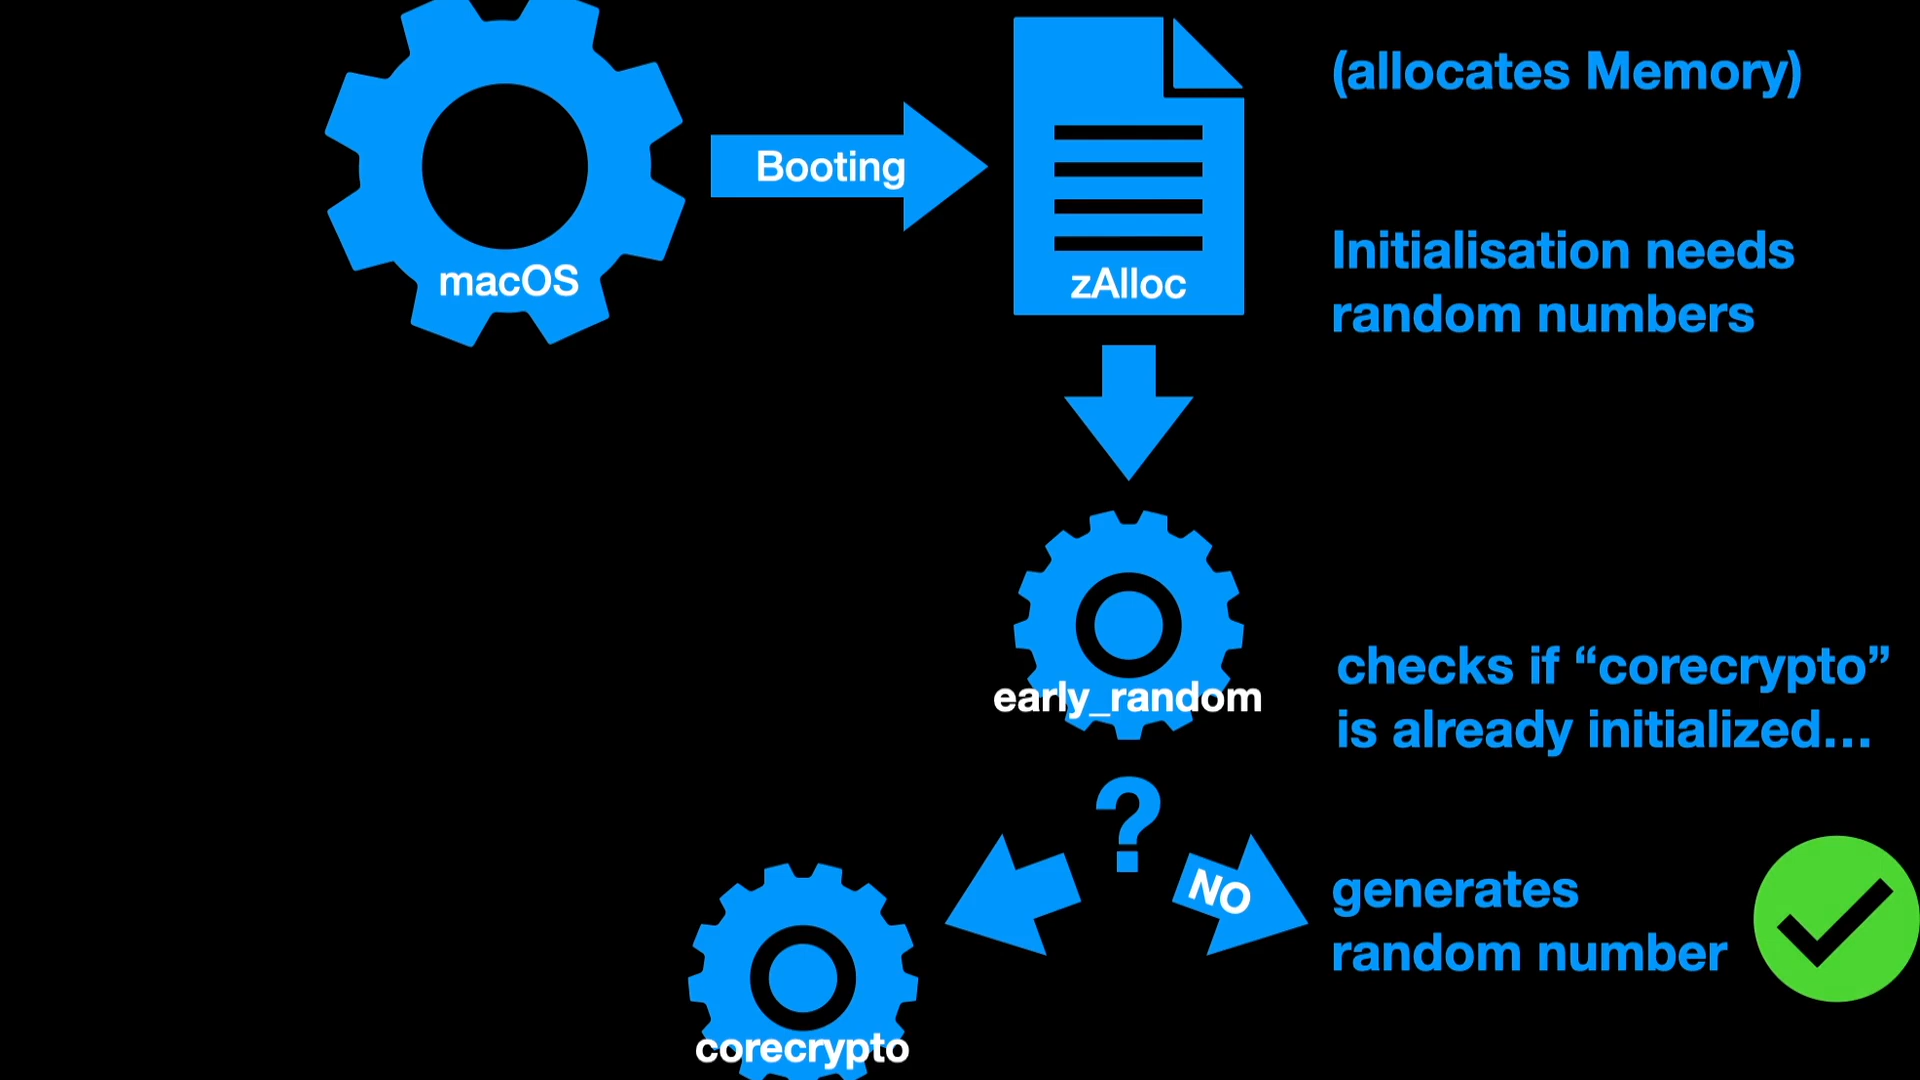 (allocates Memory)
Booting
macOS
zAlloc
Initialisation needs
random numbers
early_random
checks if “corecrypto”
is already initialized...
?
NO
generates
random number
corecrypto